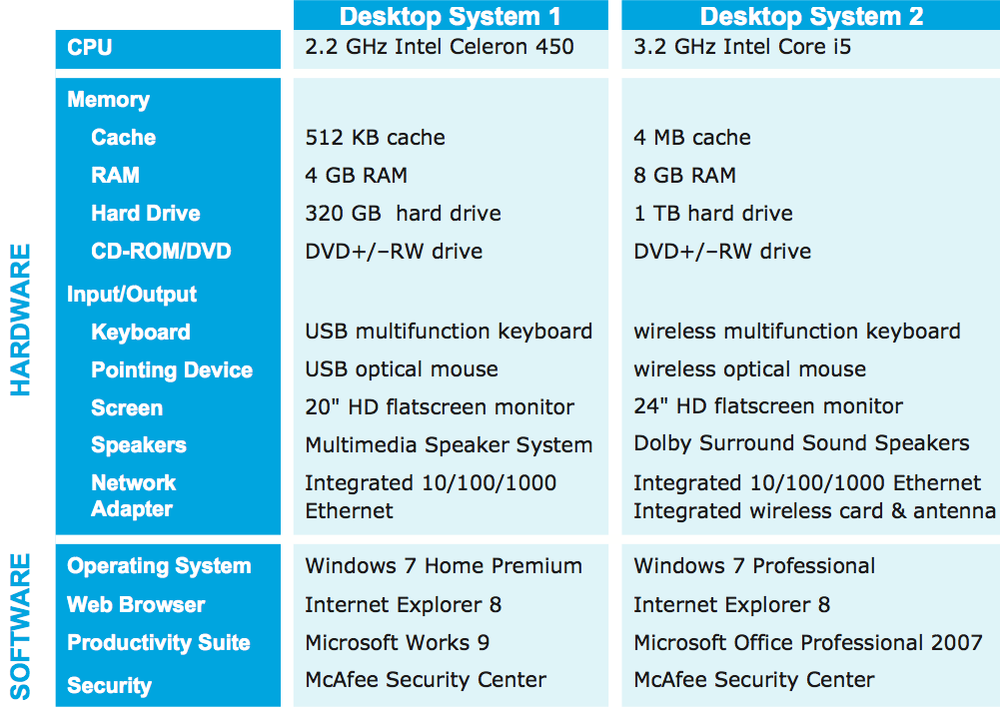 Desktop System 1 Desktop System 2
CPU 2.2 GHz Intel Celeron 450 3.2 GHz Intel Core i5
HARDWARE
Memory
Cache 512 KB cache 4 MB cache
RAM 4 GB RAM 8 GB RAM
Hard Drive 320 GB hard drive 1 TB hard drive
CD-ROM/DVD DVD+/–RW drive DVD+/–RW drive
Input/Output
Keyboard USB multifunction keyboard wireless multifunction keyboard
Pointing Device USB optical mouse wireless optical mouse
Screen 20" HD flatscreen monitor 24" HD flatscreen monitor
Speakers Multimedia Speaker System Dolby Surround Sound Speakers
Network Integrated 10/100/1000 Integrated 10/100/1000 Ethernet
Adapter Ethernet Integrated wireless card & antenna
SOFTWARE
Operating System Windows 7 Home Premium Windows 7 Professional
Web Browser Internet Explorer 8 Internet Explorer 8
Productivity Suite Microsoft Works 9 Microsoft Office Professional 2007
Security McAfee Security Center McAfee Security Center